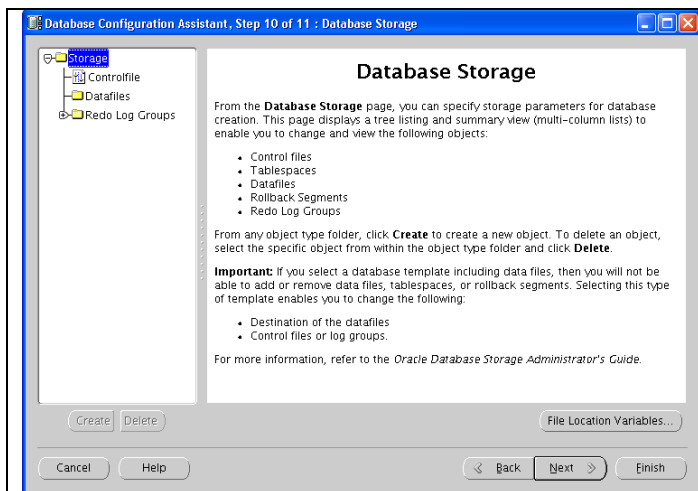 Database Configuration Assistant, Step 10 of 11 : Database Storage
Storage
Controlfile
Datafiles
Redo Log Groups
Database Storage
From the Database Storage page, you can specify storage parameters for database
creation. This page displays a tree listing and summary view (multi-column lists) to
enable you to change and view the following objects:
• Control files
• Tablespaces
• Datafiles
• Rollback Segments
• Redo Log Groups
From any object type folder, click Create to create a new object. To delete an object,
select the specific object from within the object type folder and click Delete.
Important: If you select a database template including data files, then you will not be
able to add or remove data files, tablespaces, or rollback segments. Selecting this type
of template enables you to change the following:
• Destination of the datafiles
• Control files or log groups.
For more information, refer to the Oracle Database Storage Administrator's Guide.
Create Delete
File Location Variables...
Cancel Help Back Next Finish